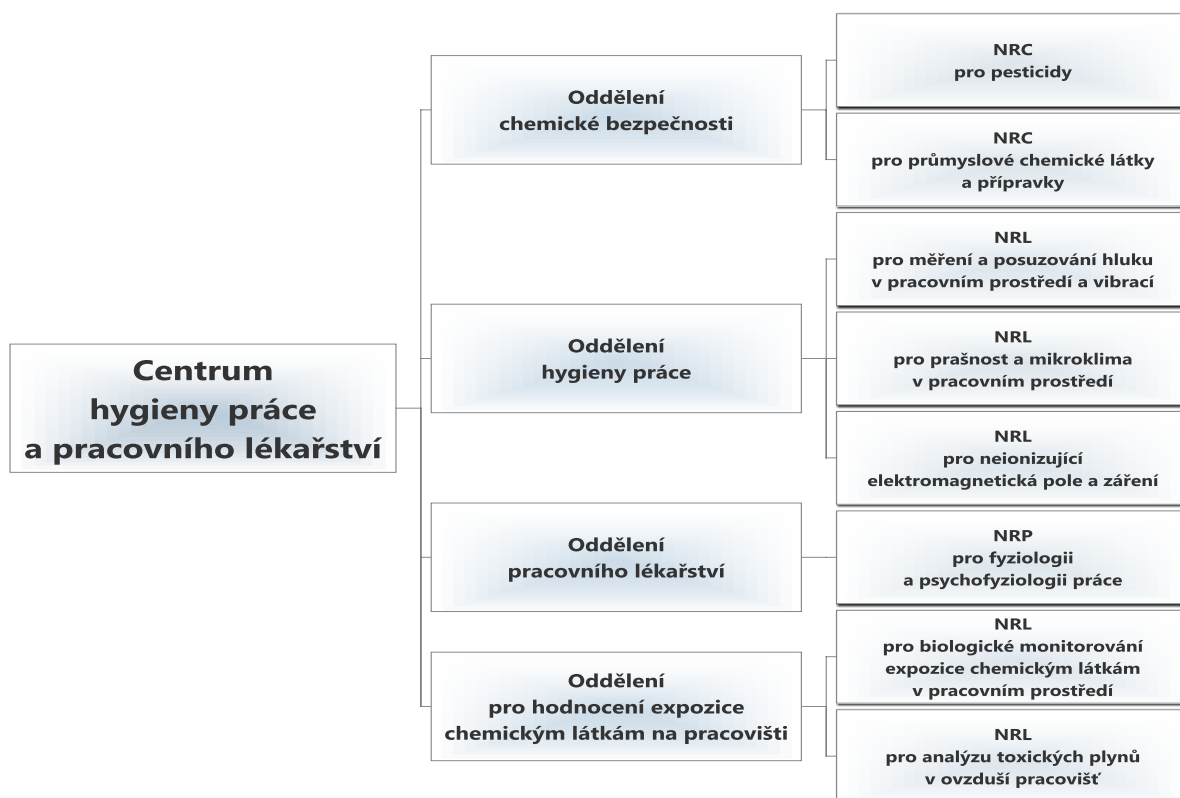 Centrum
hygieny práce
a pracovního lékařství
Oddělení
chemické bezpečnosti
NRC
pro pesticidy
NRC
pro průmyslové chemické látky
a přípravky
Oddělení
hygieny práce
NRL
pro měření a posuzování hluku
v pracovním prostředí a vibrací
NRL
pro prašnost a mikroklima
v pracovním prostředí
NRL
pro neionizující
elektromagnetická pole a záření
Oddělení
pracovního lékařství
NRP
pro fyziologii
a psychofyziologii práce
Oddělení
pro hodnocení expozice
chemickým látkám na pracovišti
NRL
pro biologické monitorování
expozice chemickým látkám
v pracovním prostředí
NRL
pro analýzu toxických plynů
v ovzduší pracovišť